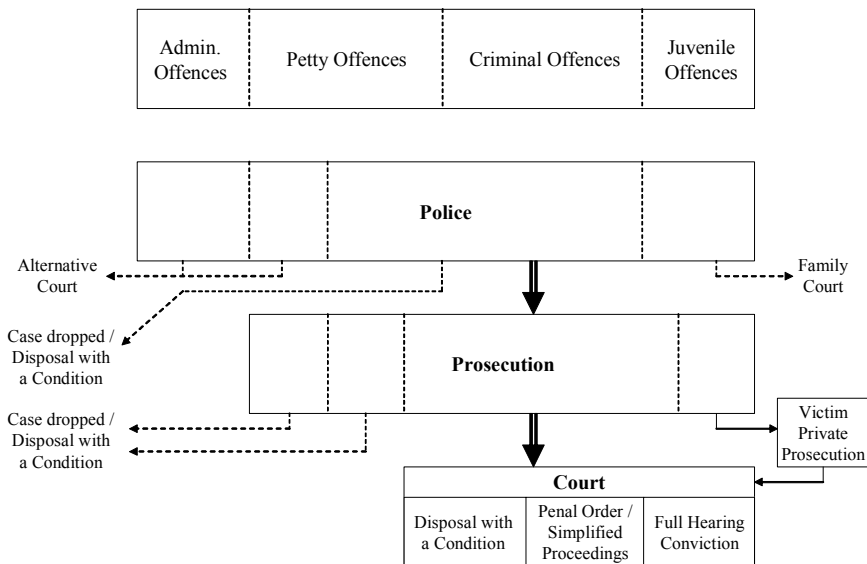 Admin.
Offences
Petty Offences
Criminal Offences
Juvenile
Offences
Police
Alternative
Court
Family
Court
Case dropped /
Disposal with
a Condition
Prosecution
Case dropped /
Disposal with
a Condition
Victim
Private
Prosecution
Court
Disposal with
a Condition
Penal Order /
Simplified
Proceedings
Full Hearing
Conviction